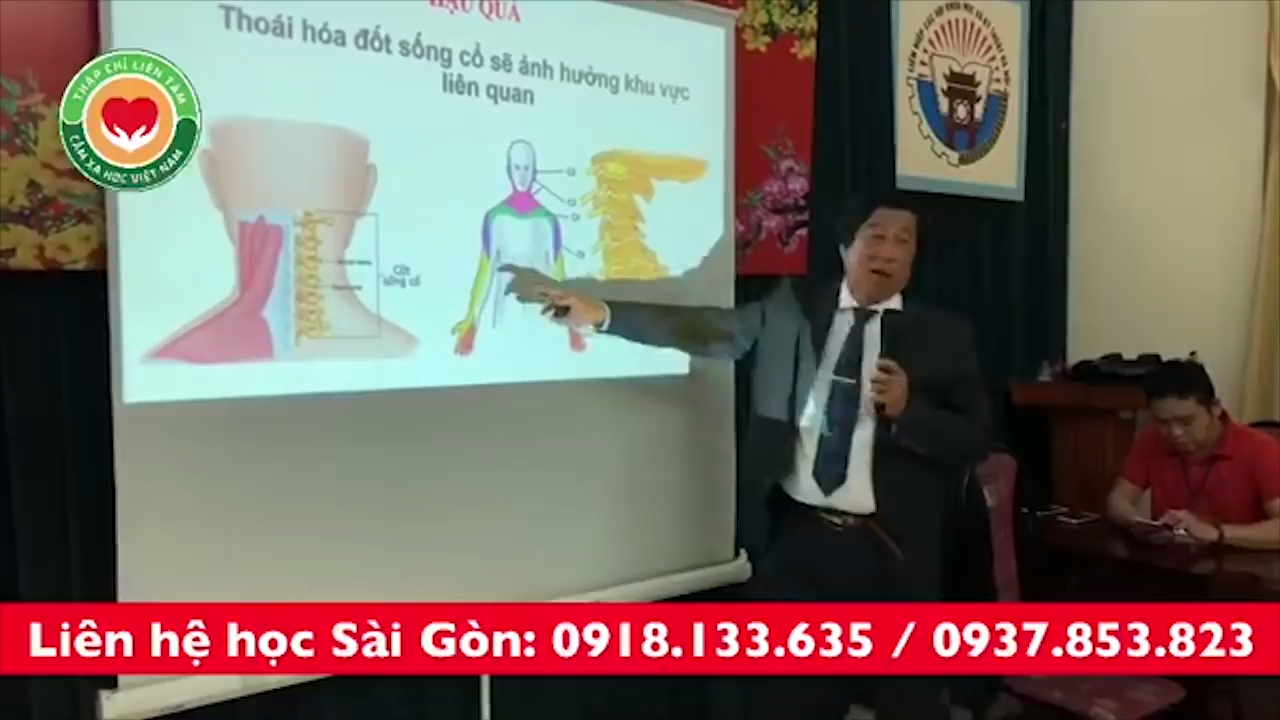 HẬU QUẢ
Thoái hóa đốt sống cổ sẽ ảnh hưởng khu vực
liên quan
THẬP CHỈ LIÊN TÂM
CẢM XẠ HỌC VIỆT NAM
Cột
sống cổ
Liên hệ học Sài Gòn: 0918.133.635 / 0937.853.823